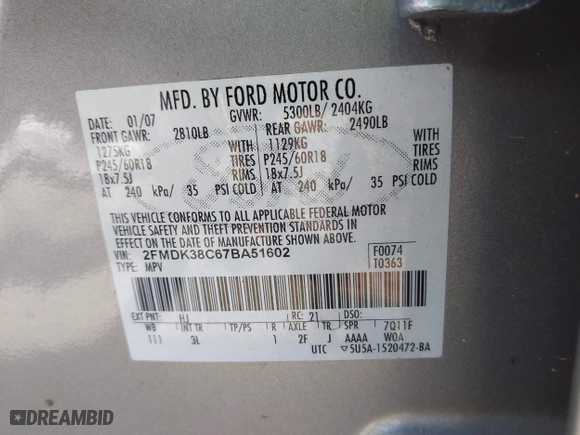 MFD. BY FORD MOTOR CO.
DATE: 01/07 GVWR: 5300LB/ 2404KG
FRONT GAWR: 2810LB REAR GAWR: 2490LB
1275KG WITH 1129KG WITH
P245/60R18 TIRES P245/60R18 TIRES
18x7.5J RIMS 18x7.5J RIMS
AT 240 kPa/ 35 PSI COLD AT 240 kPa/ 35 PSI COLD
THIS VEHICLE CONFORMS TO ALL APPLICABLE FEDERAL MOTOR
VEHICLE SAFETY AND THEFT PREVENTION STANDARDS IN
EFFECT ON THE DATE OF MANUFACTURE SHOWN ABOVE.
VIN: 2FMDK38C67BA51602 F0074
TYPE: MPV T0363
EXT PNT: HJ RC: 21 DSO:
WB INT TR TP/PS R AXLE TR SPR 7Q11F
111 3L 1 2F J AAAA W0A
UTC 5U5A-1520472-BA
DREAMBID